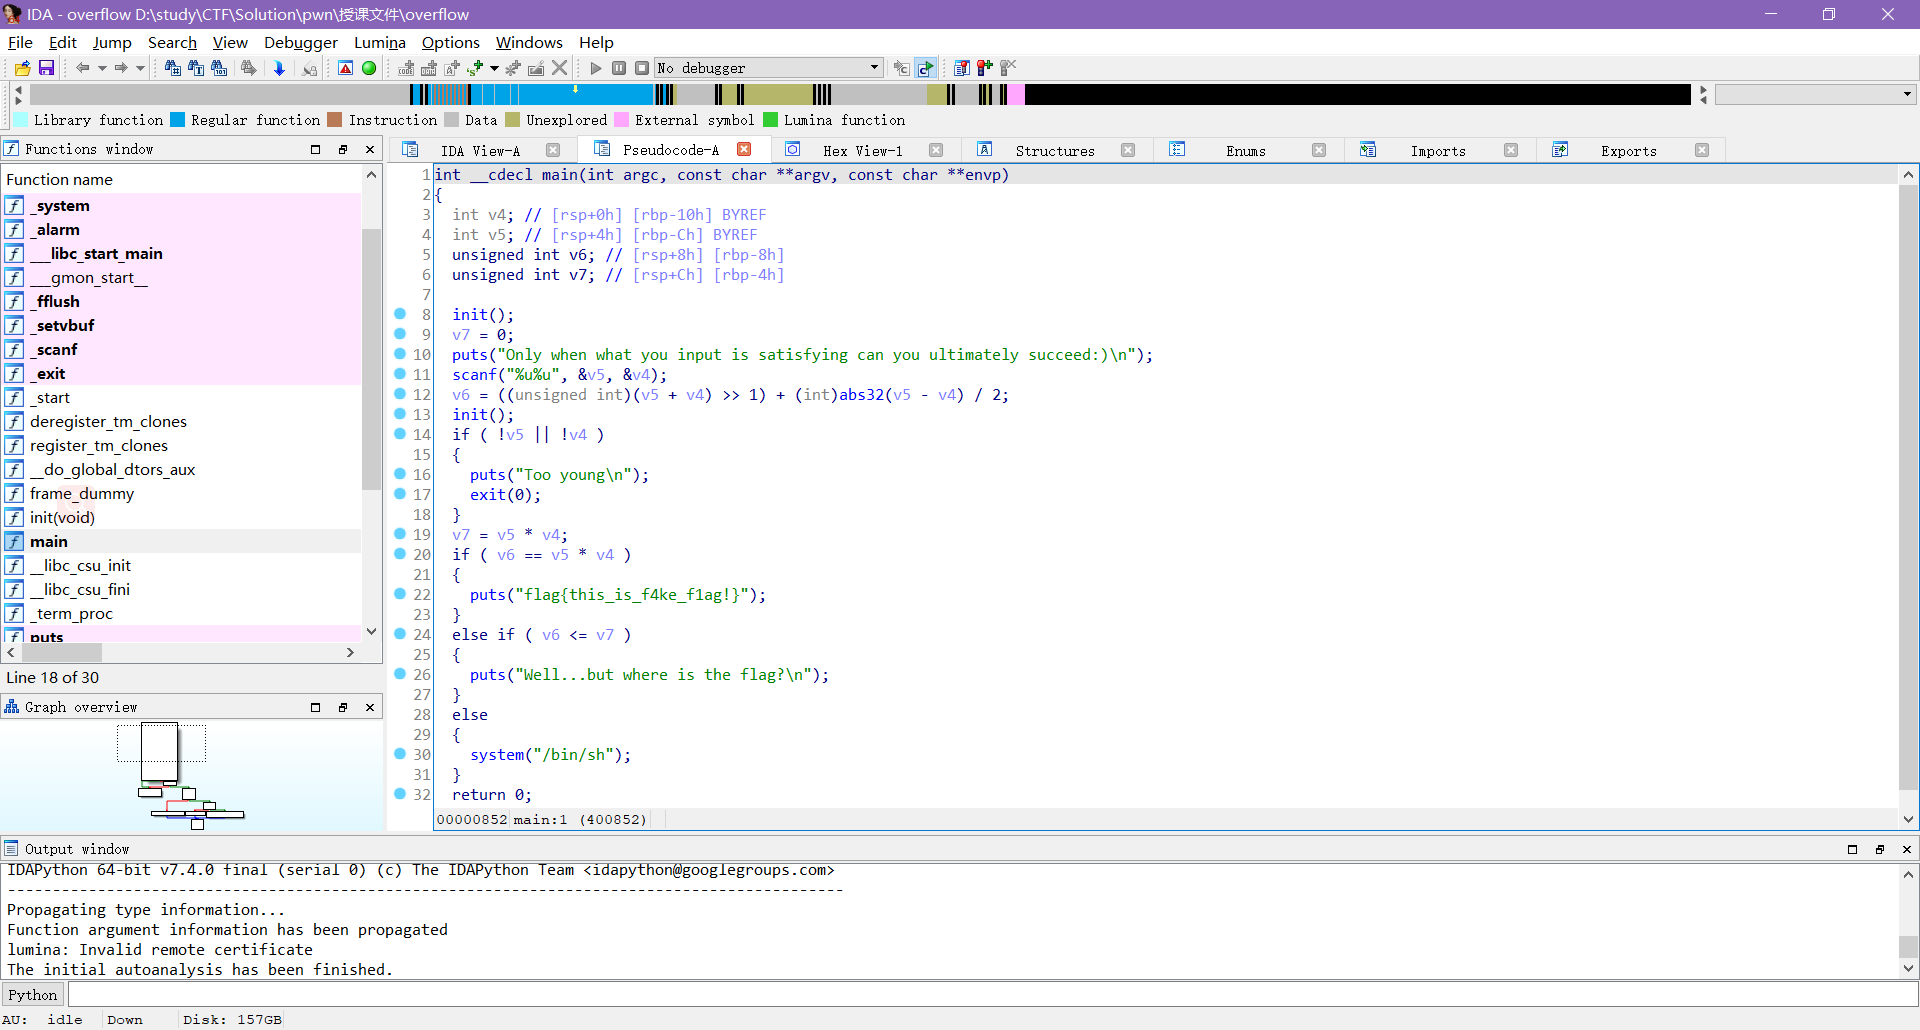 IDA - overflow D:\study\CTF\Solution\pwn\授课文件\overflow
File Edit Jump Search View Debugger Lumina Options Windows Help
No debugger
Library function Regular function Instruction Data Unexplored External symbol Lumina function
Functions window
IDA View-A Pseudocode-A Hex View-1 Structures Enums Imports Exports
Function name
_system
_alarm
___libc_start_main
___gmon_start__
_fflush
_setvbuf
_scanf
_exit
_start
deregister_tm_clones
register_tm_clones
__do_global_dtors_aux
frame_dummy
init(void)
main
__libc_csu_init
__libc_csu_fini
_term_proc
puts
Line 18 of 30
Graph overview
1 int __cdecl main(int argc, const char **argv, const char **envp)
2 {
3 int v4; // [rsp+0h] [rbp-10h] BYREF
4 int v5; // [rsp+4h] [rbp-Ch] BYREF
5 unsigned int v6; // [rsp+8h] [rbp-8h]
6 unsigned int v7; // [rsp+Ch] [rbp-4h]
7
8 init();
9 v7 = 0;
10 puts("Only when what you input is satisfying can you ultimately succeed:)\n");
11 scanf("%u%u", &v5, &v4);
12 v6 = ((unsigned int)(v5 + v4) >> 1) + (int)abs32(v5 - v4) / 2;
13 init();
14 if ( !v5 || !v4 )
15 {
16 puts("Too young\n");
17 exit(0);
18 }
19 v7 = v5 * v4;
20 if ( v6 == v5 * v4 )
21 {
22 puts("flag{this_is_f4ke_f1ag!}");
23 }
24 else if ( v6 <= v7 )
25 {
26 puts("Well...but where is the flag?\n");
27 }
28 else
29 {
30 system("/bin/sh");
31 }
32 return 0;
00000852 main:1 (400852)
Output window
IDAPython 64-bit v7.4.0 final (serial 0) (c) The IDAPython Team <idapython@googlegroups.com>
---------------------------------------------------------------------------------------------
Propagating type information...
Function argument information has been propagated
lumina: Invalid remote certificate
The initial autoanalysis has been finished.
Python
AU: idle Down Disk: 157GB